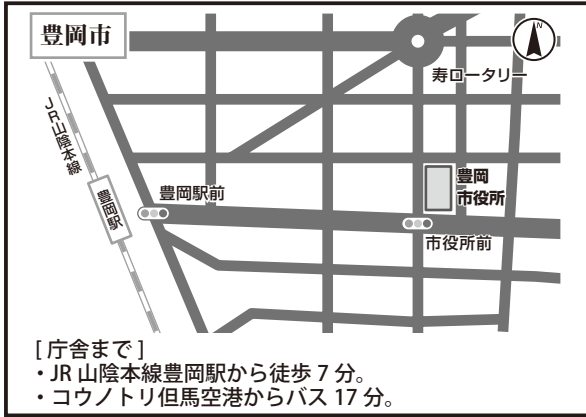 豊岡市
N
寿ロータリー
JR山陰本線
豊岡駅
豊岡駅前
豊岡
市役所
市役所前
[ 庁舎まで ]
・JR 山陰本線豊岡駅から徒歩 7 分。
・コウノトリ但馬空港からバス 17 分。